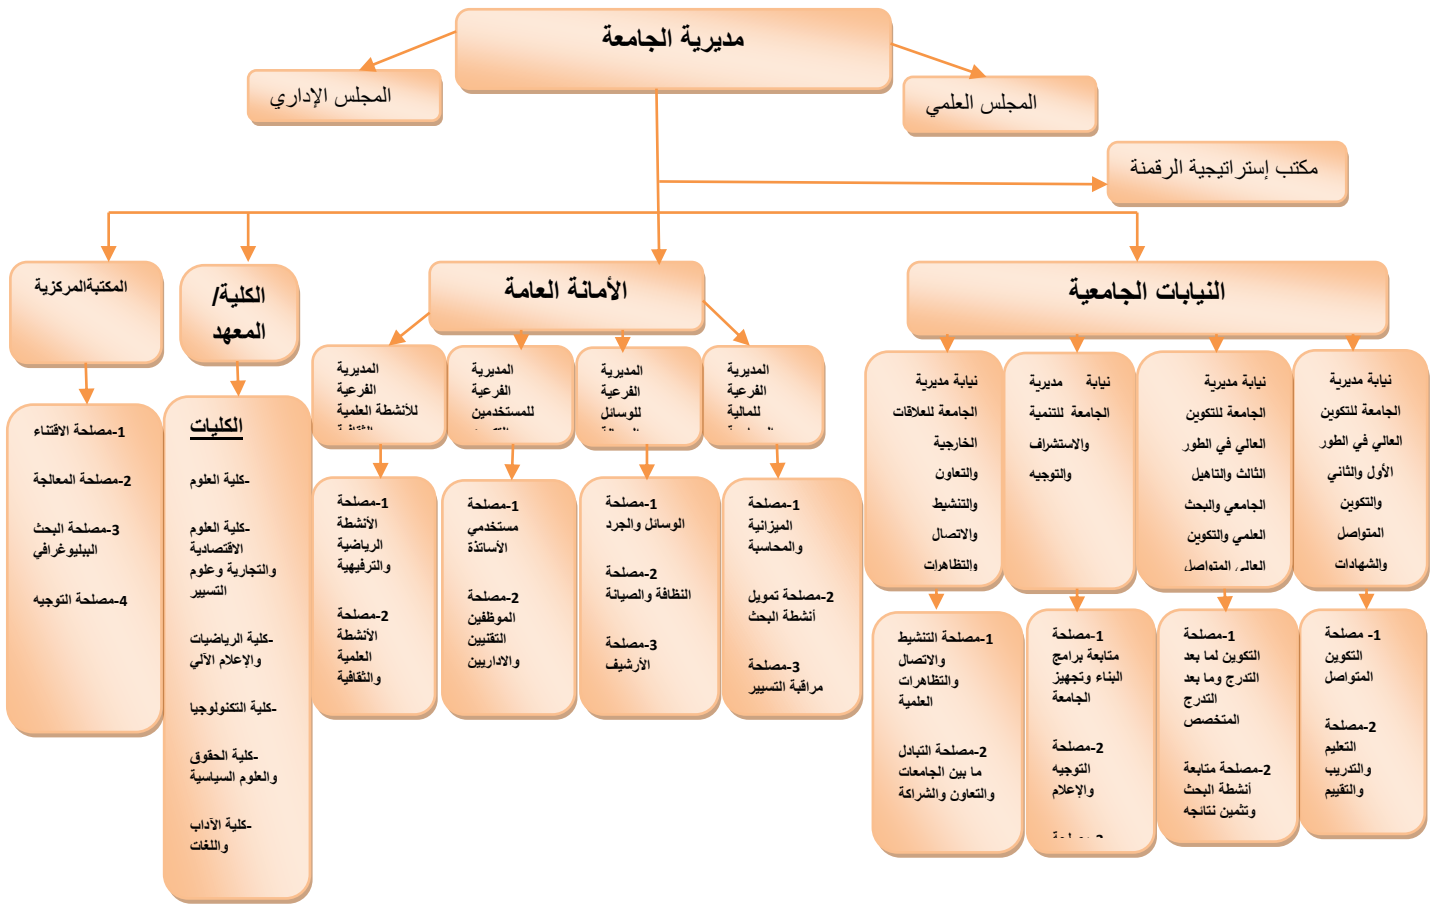 مديرية الجامعة
المجلس العلمي
المجلس الإداري
مكتب إستراتيجية الرقمنة
النيابات الجامعية
الأمانة العامة
الكلية/
المعهد
المكتبةالمركزية
نيابة مديرية
الجامعة للتكوين
العالي في الطور
الأول والثاني
والتكوين
المتواصل
والشهادات
نيابة مديرية
الجامعة للتكوين
العالي في الطور
الثالث والتاهيل
الجامعي والبحث
العلمي والتكوين
العالي المتواصل
نيابة مديرية
الجامعة للتنمية
والاستشراف
والتوجيه
نيابة مديرية
الجامعة للعلاقات
الخارجية
والتعاون
والتنشيط
والاتصال
والتظاهرات
المديرية
الفرعية
للمالية
المديرية
الفرعية
للوسائل
المديرية
الفرعية
للمستخدمين
المديرية
الفرعية
للأنشطة العلمية
1- مصلحة
التكوين
المتواصل
2-مصلحة
التعليم
والتدريب
والتقييم
1-مصلحة
التكوين لما بعد
التدرج وما بعد
التدرج
المتخصص
2-مصلحة متابعة
أنشطة البحث
وتثمين نتائجه
1-مصلحة
متابعة برامج
البناء وتجهيز
الجامعة
2-مصلحة
التوجيه
والإعلام
1-مصلحة التنشيط
والاتصال
والتظاهرات
العلمية
2-مصلحة التبادل
ما بين الجامعات
والتعاون والشراكة
1-مصلحة
الميزانية
والمحاسبة
2-مصلحة تمويل
أنشطة البحث
3-مصلحة
مراقبة التسيير
1-مصلحة
الوسائل والجرد
2-مصلحة
النظافة والصيانة
3-مصلحة
الأرشيف
1-مصلحة
مستخدمي
الأساتذة
2-مصلحة
الموظفين
التقنيين
والاداريين
1-مصلحة
الأنشطة
الرياضية
والترفيهية
2-مصلحة
الأنشطة
العلمية
والثقافية
الكليات
-كلية العلوم
-كلية العلوم
الاقتصادية
والتجارية وعلوم
التسيير
-كلية الرياضيات
والإعلام الآلي
-كلية التكنولوجيا
-كلية الحقوق
والعلوم السياسية
-كلية الآداب
واللغات
1-مصلحة الاقتناء
2-مصلحة المعالجة
3-مصلحة البحث
الببليوغرافي
4-مصلحة التوجيه